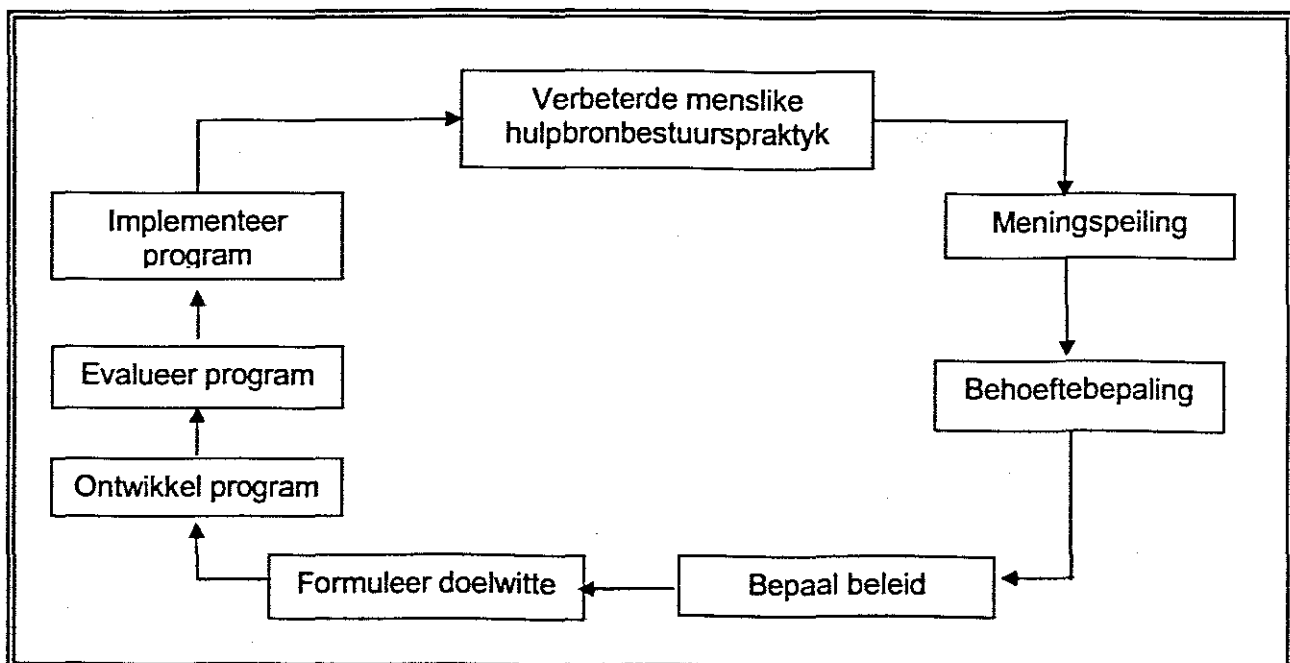 Verbeterde menslike
hulpbronbestuurspraktyk
Meningspeiling
Behoeftebepaling
Bepaal beleid
Formuleer doelwitte
Ontwikkel program
Evalueer program
Implementeer
program